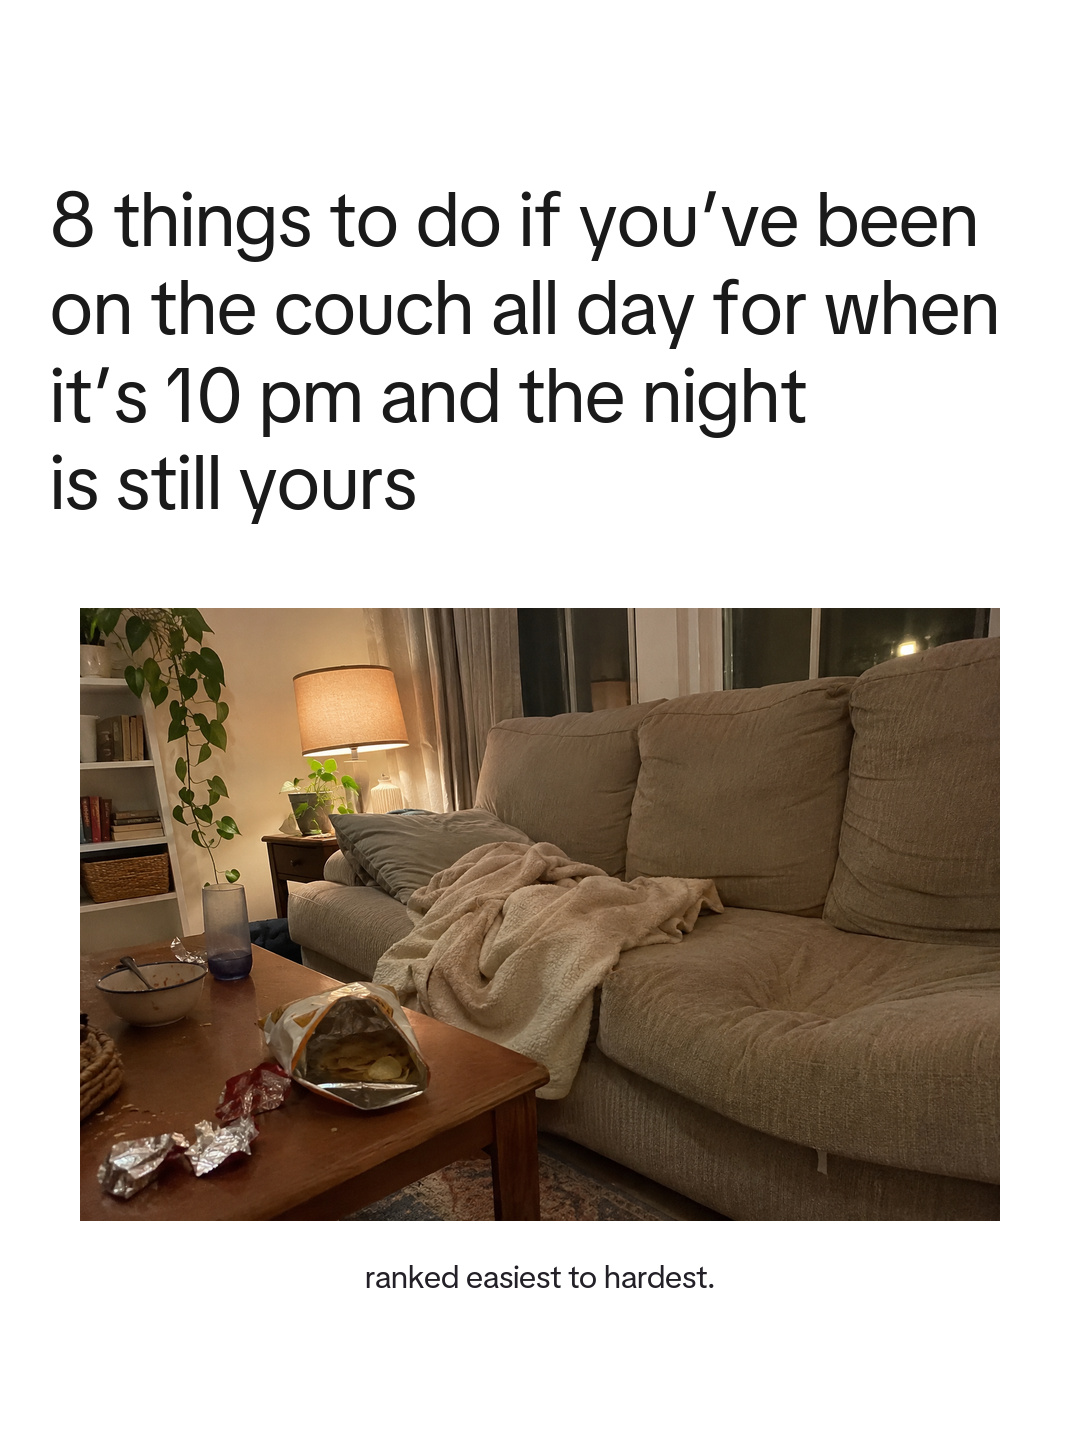 8 things to do if you’ve been
on the couch all day for when
it’s 10 pm and the night
is still yours
ranked easiest to hardest.